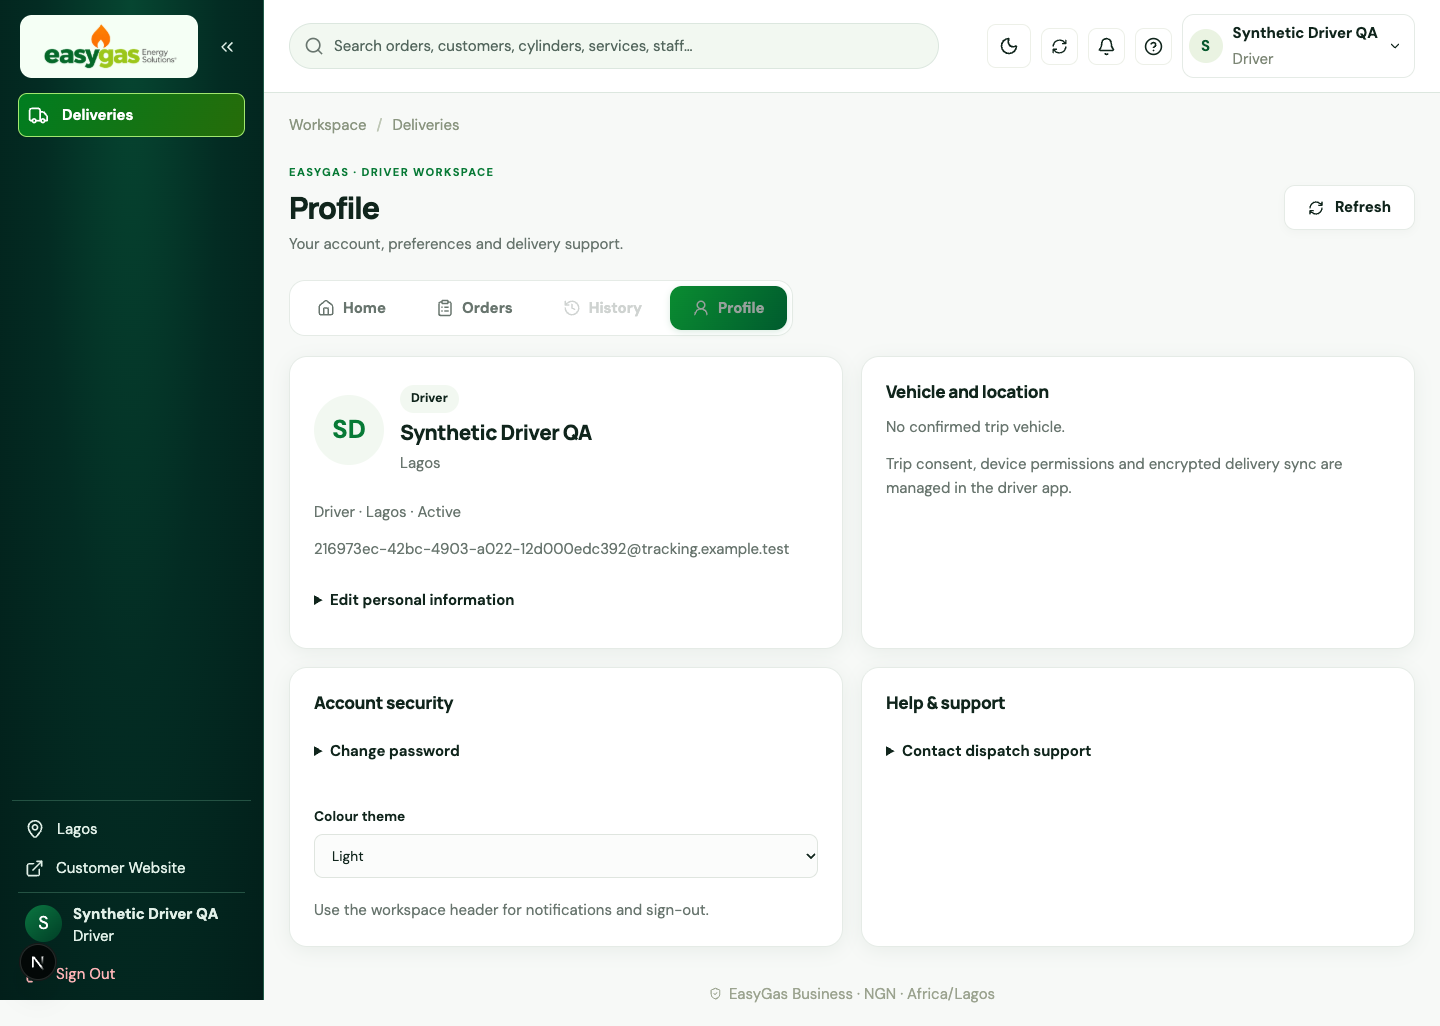 easygas Energy Solutions
Search orders, customers, cylinders, services, staff...
S
Synthetic Driver QA
Driver
Deliveries
Workspace / Deliveries
EASYGAS · DRIVER WORKSPACE
Profile
Your account, preferences and delivery support.
Refresh
Home
Orders
History
Profile
SD
Driver
Synthetic Driver QA
Lagos
Driver · Lagos · Active
216973ec-42bc-4903-a022-12d000edc392@tracking.example.test
Edit personal information
Vehicle and location
No confirmed trip vehicle.
Trip consent, device permissions and encrypted delivery sync are
managed in the driver app.
Account security
Change password
Colour theme
Light
Use the workspace header for notifications and sign-out.
Help & support
Contact dispatch support
Lagos
Customer Website
S
Synthetic Driver QA
Driver
N
Sign Out
EasyGas Business · NGN · Africa/Lagos